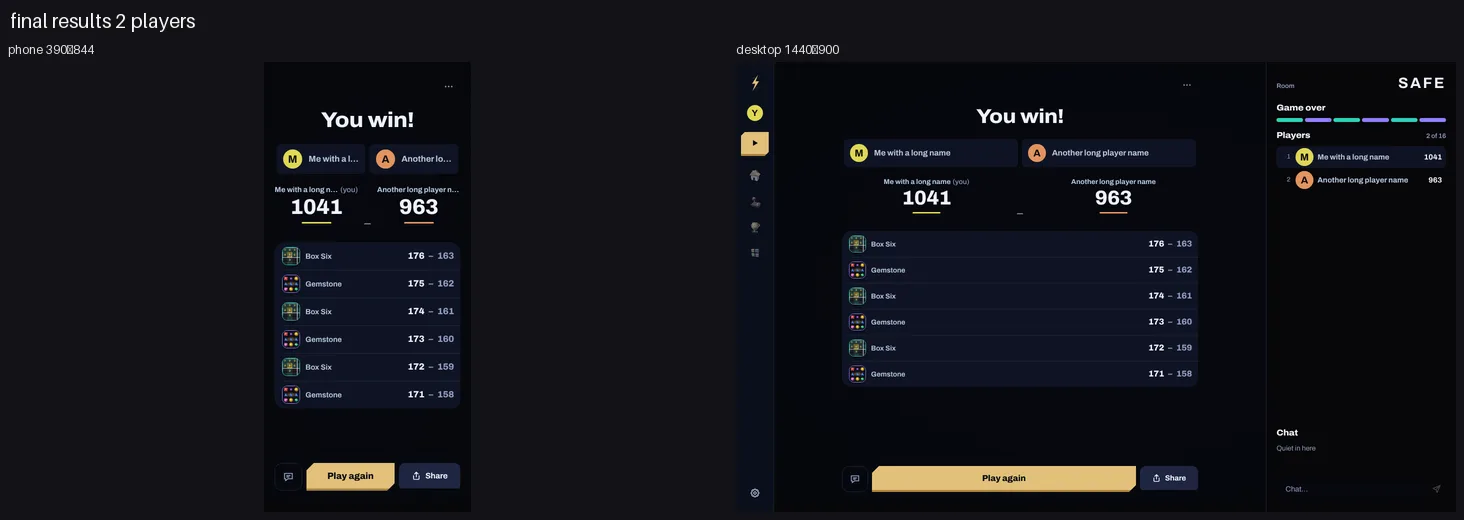 final results 2 players
phone 390▯844
...
You win!
M Me with a l... A Another lo...
Me with a long n... (you) Another long player n...
1041 – 963
Box Six 176 – 163
Gemstone 175 – 162
Box Six 174 – 161
Gemstone 173 – 160
Box Six 172 – 159
Gemstone 171 – 158
Play again Share
desktop 1440▯900
Y
...
You win!
M Me with a long name A Another long player name
Me with a long name (you) Another long player name
1041 – 963
Box Six 176 – 163
Gemstone 175 – 162
Box Six 174 – 161
Gemstone 173 – 160
Box Six 172 – 159
Gemstone 171 – 158
Play again Share
Room SAFE
Game over
Players 2 of 16
1 M Me with a long name 1041
2 A Another long player name 963
Chat
Quiet in here
Chat...